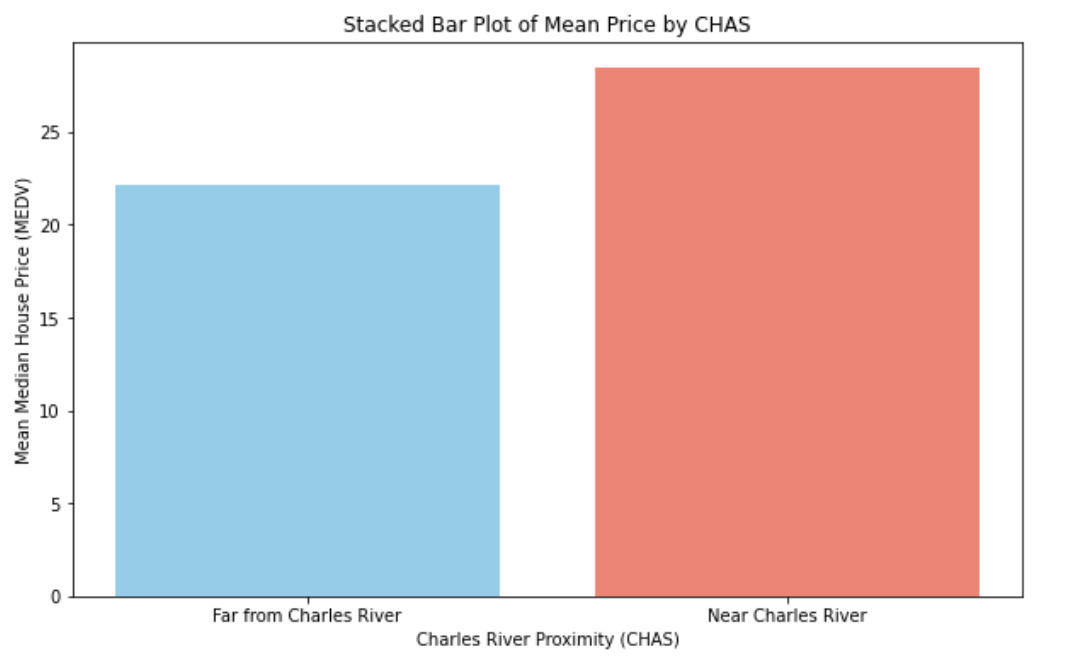 Stacked Bar Plot of Mean Price by CHAS
Mean Median House Price (MEDV)
25
20
15
10
5
0
Far from Charles River
Near Charles River
Charles River Proximity (CHAS)